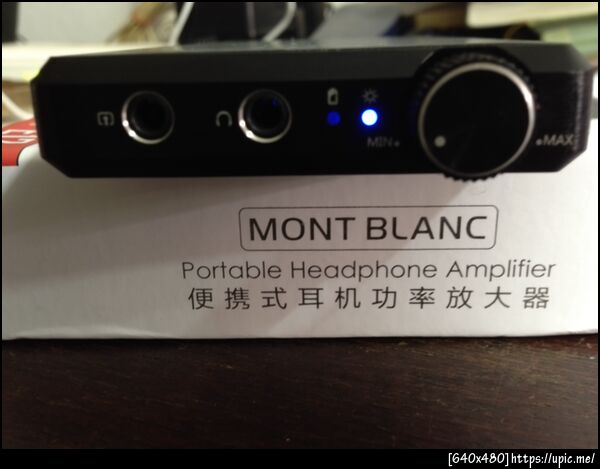 MIN
MAX
MONT BLANC
Portable Headphone Amplifier
便携式耳机功率放大器
[640x480]https://upic.me/